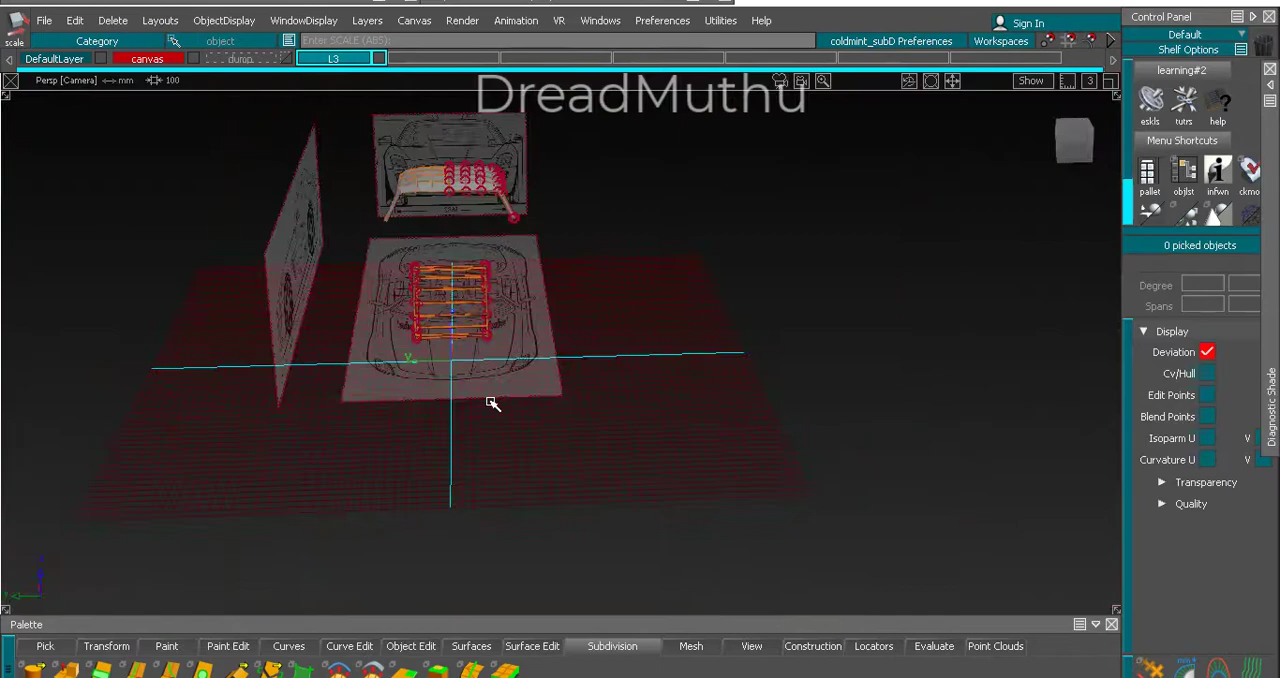 File Edit Delete Layouts ObjectDisplay WindowDisplay Layers Canvas Render Animation VR Windows Preferences Utilities Help
Sign In
scale
Category
object
Enter SCALE (ABS):
coldmint_subD Preferences
Workspaces
DefaultLayer
canvas
dump
L3
Persp [Camera]
mm
100
Show
3
DreadMuthu
Control Panel
Default
Shelf Options
learning#2
eskls tutrs help
Menu Shortcuts
pallet objlst infwn ckmo
0 picked objects
Degree
Spans
Display
Deviation
Cv/Hull
Edit Points
Blend Points
Isoparm U V
Curvature U V
Transparency
Quality
Diagnostic Shade
Palette
Pick Transform Paint Paint Edit Curves Curve Edit Object Edit Surfaces Surface Edit Subdivision Mesh View Construction Locators Evaluate Point Clouds